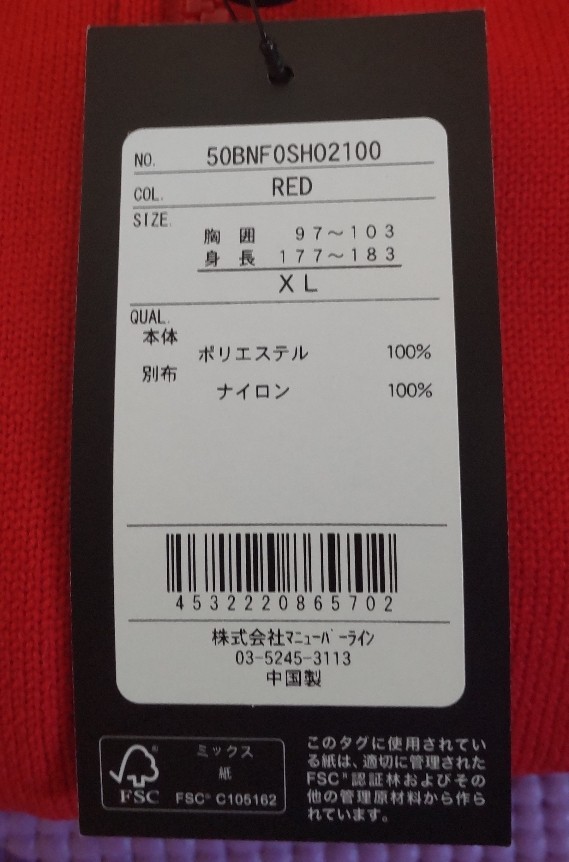 NO. 50BNF0SH02100
COL. RED
SIZE.
胸 囲 97〜103
身 長 177〜183
XL
QUAL.
本体
ポリエステル 100%
別布
ナイロン 100%
4532220865702
株式会社ﾏﾆｭｰﾊﾞｰﾗｲﾝ
03-5245-3113
中国製
FSC®
ミックス
紙
FSC® C105162
このタグに使用されてい
る紙は、適切に管理された
FSC®認証林およびその
他の管理原材料から作ら
れています。